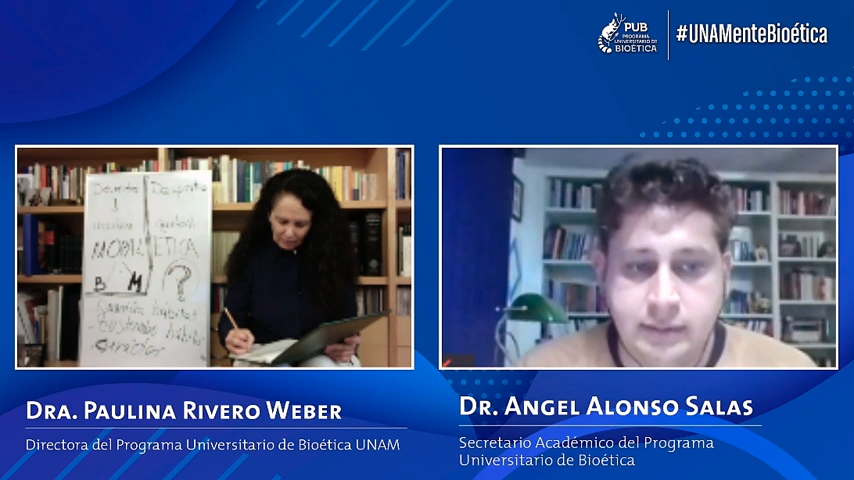 PUB
PROGRAMA
UNIVERSITARIO DE
BIOÉTICA
#UNAMenteBioética
MORAL
ÉTICA
B M
?
carácter
DRA. PAULINA RIVERO WEBER
Directora del Programa Universitario de Bioética UNAM
DR. ANGEL ALONSO SALAS
Secretario Académico del Programa
Universitario de Bioética